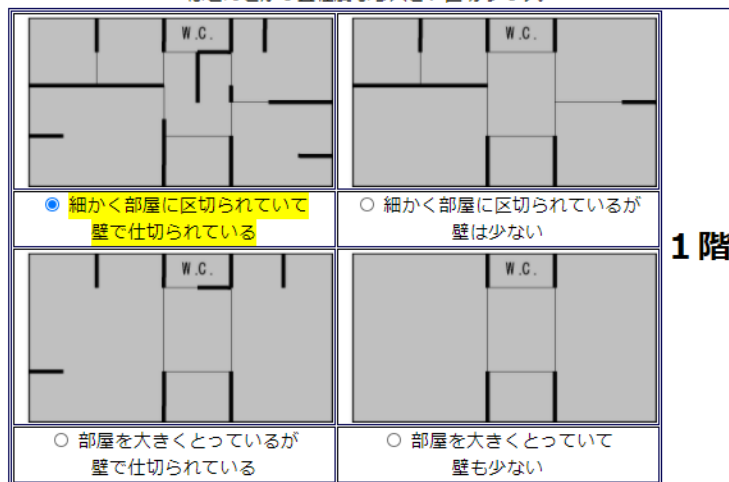 W.C.
W.C.
細かく部屋に区切られていて
壁で仕切られている
細かく部屋に区切られているが
壁は少ない
1階
W.C.
W.C.
部屋を大きくとっているが
壁で仕切られている
部屋を大きくとっていて
壁も少ない